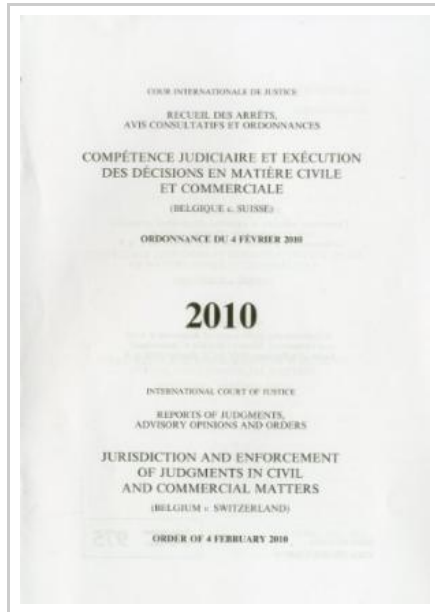 COUR INTERNATIONALE DE JUSTICE
RECUEIL DES ARRÊTS,
AVIS CONSULTATIFS ET ORDONNANCES
COMPÉTENCE JUDICIAIRE ET EXÉCUTION
DES DÉCISIONS EN MATIÈRE CIVILE
ET COMMERCIALE
(BELGIQUE c. SUISSE)
ORDONNANCE DU 4 FÉVRIER 2010
2010
INTERNATIONAL COURT OF JUSTICE
REPORTS OF JUDGMENTS,
ADVISORY OPINIONS AND ORDERS
JURISDICTION AND ENFORCEMENT
OF JUDGMENTS IN CIVIL
AND COMMERCIAL MATTERS
(BELGIUM v. SWITZERLAND)
ORDER OF 4 FEBRUARY 2010